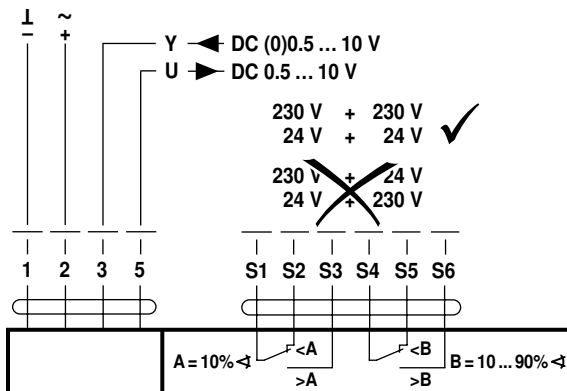 ⊥ ~
− +
Y DC (0)0.5 ... 10 V
U DC 0.5 ... 10 V
230 V + 230 V
24 V + 24 V
230 V + 24 V
24 V + 230 V
1 2 3 5 S1 S2 S3 S4 S5 S6
A = 10% <A >A <B >B B = 10 ... 90%